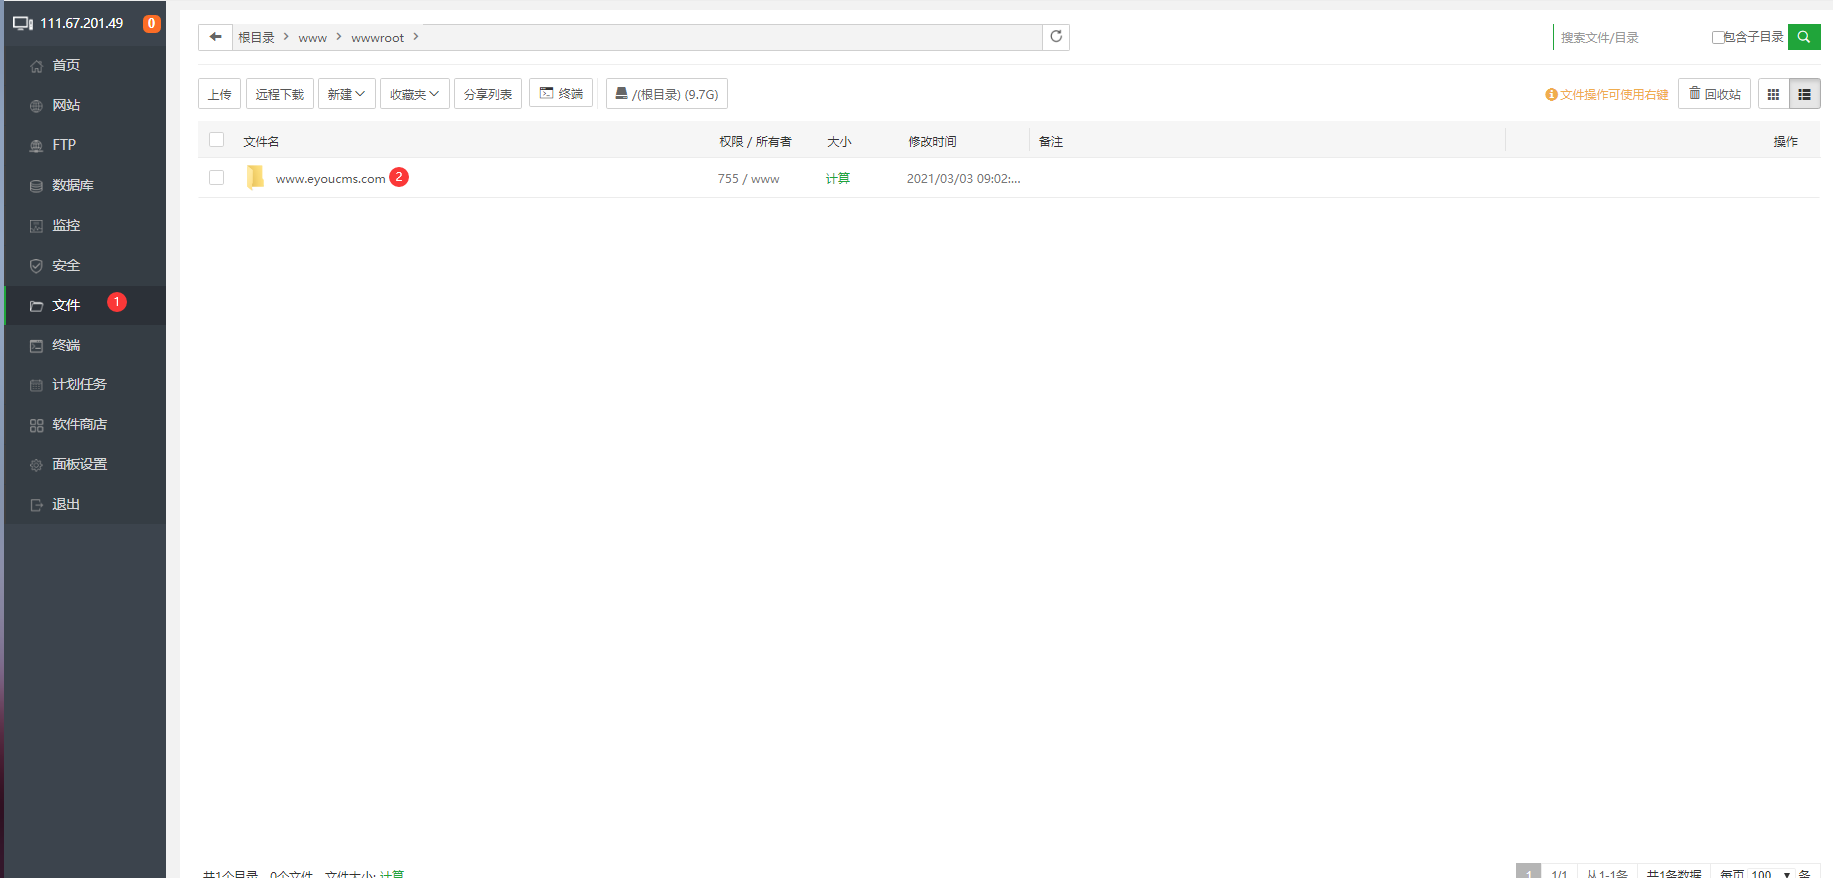 111.67.201.49 0
首页
网站
FTP
数据库
监控
安全
文件 1
终端
计划任务
软件商店
面板设置
退出
根目录 > www > wwwroot >
搜索文件/目录 包含子目录
上传 远程下载 新建 收藏夹 分享列表 终端 /(根目录) (9.7G)
文件操作可使用右键 回收站
文件名 权限 / 所有者 大小 修改时间 备注 操作
www.eyoucms.com 2 755 / www 计算 2021/03/03 09:02:...
共1个目录，0个文件，文件大小: 计算
1 1/1 从1-1条 共1条数据 每页 100 条